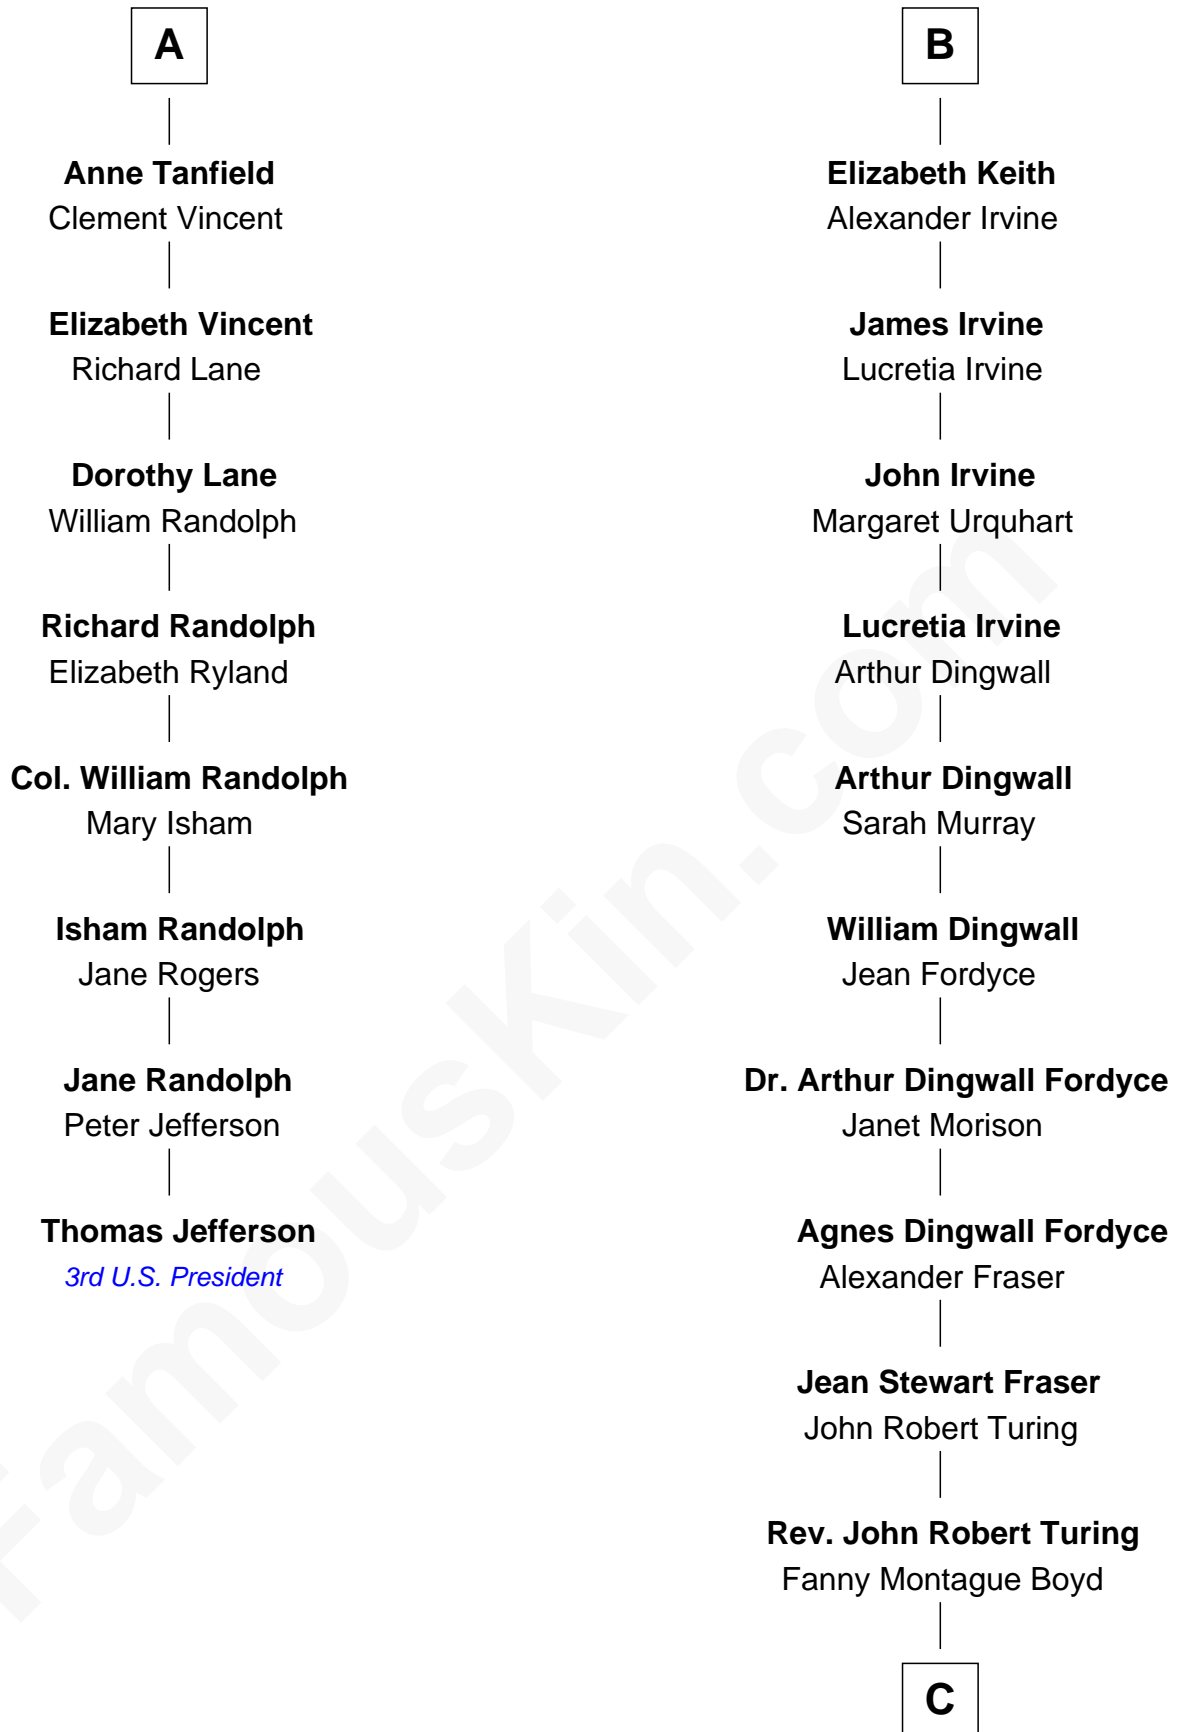 A
Anne Tanfield
Clement Vincent
Elizabeth Vincent
Richard Lane
Dorothy Lane
William Randolph
Richard Randolph
Elizabeth Ryland
Col. William Randolph
Mary Isham
Isham Randolph
Jane Rogers
Jane Randolph
Peter Jefferson
Thomas Jefferson
3rd U.S. President
B
Elizabeth Keith
Alexander Irvine
James Irvine
Lucretia Irvine
John Irvine
Margaret Urquhart
Lucretia Irvine
Arthur Dingwall
Arthur Dingwall
Sarah Murray
William Dingwall
Jean Fordyce
Dr. Arthur Dingwall Fordyce
Janet Morison
Agnes Dingwall Fordyce
Alexander Fraser
Jean Stewart Fraser
John Robert Turing
Rev. John Robert Turing
Fanny Montague Boyd
C
FamousKin.com